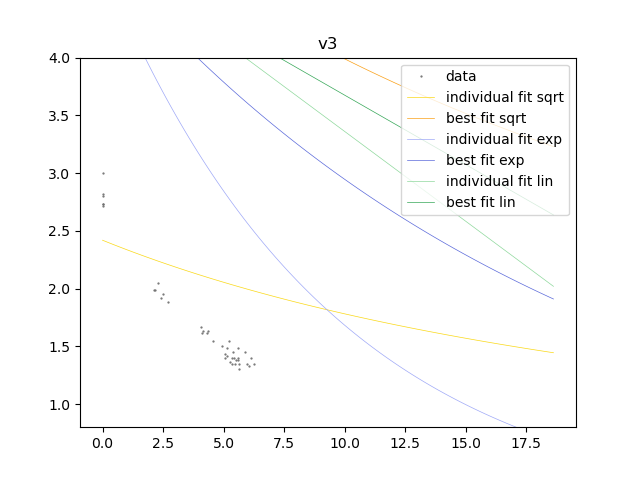 v3
4.0
3.5
3.0
2.5
2.0
1.5
1.0
data
individual fit sqrt
best fit sqrt
individual fit exp
best fit exp
individual fit lin
best fit lin
0.0 2.5 5.0 7.5 10.0 12.5 15.0 17.5